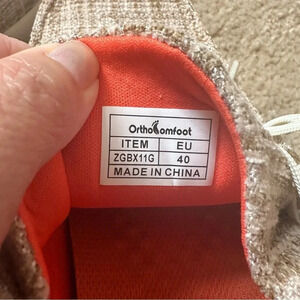 OrthoComfoot
ITEM EU
ZGBX11G 40
MADE IN CHINA